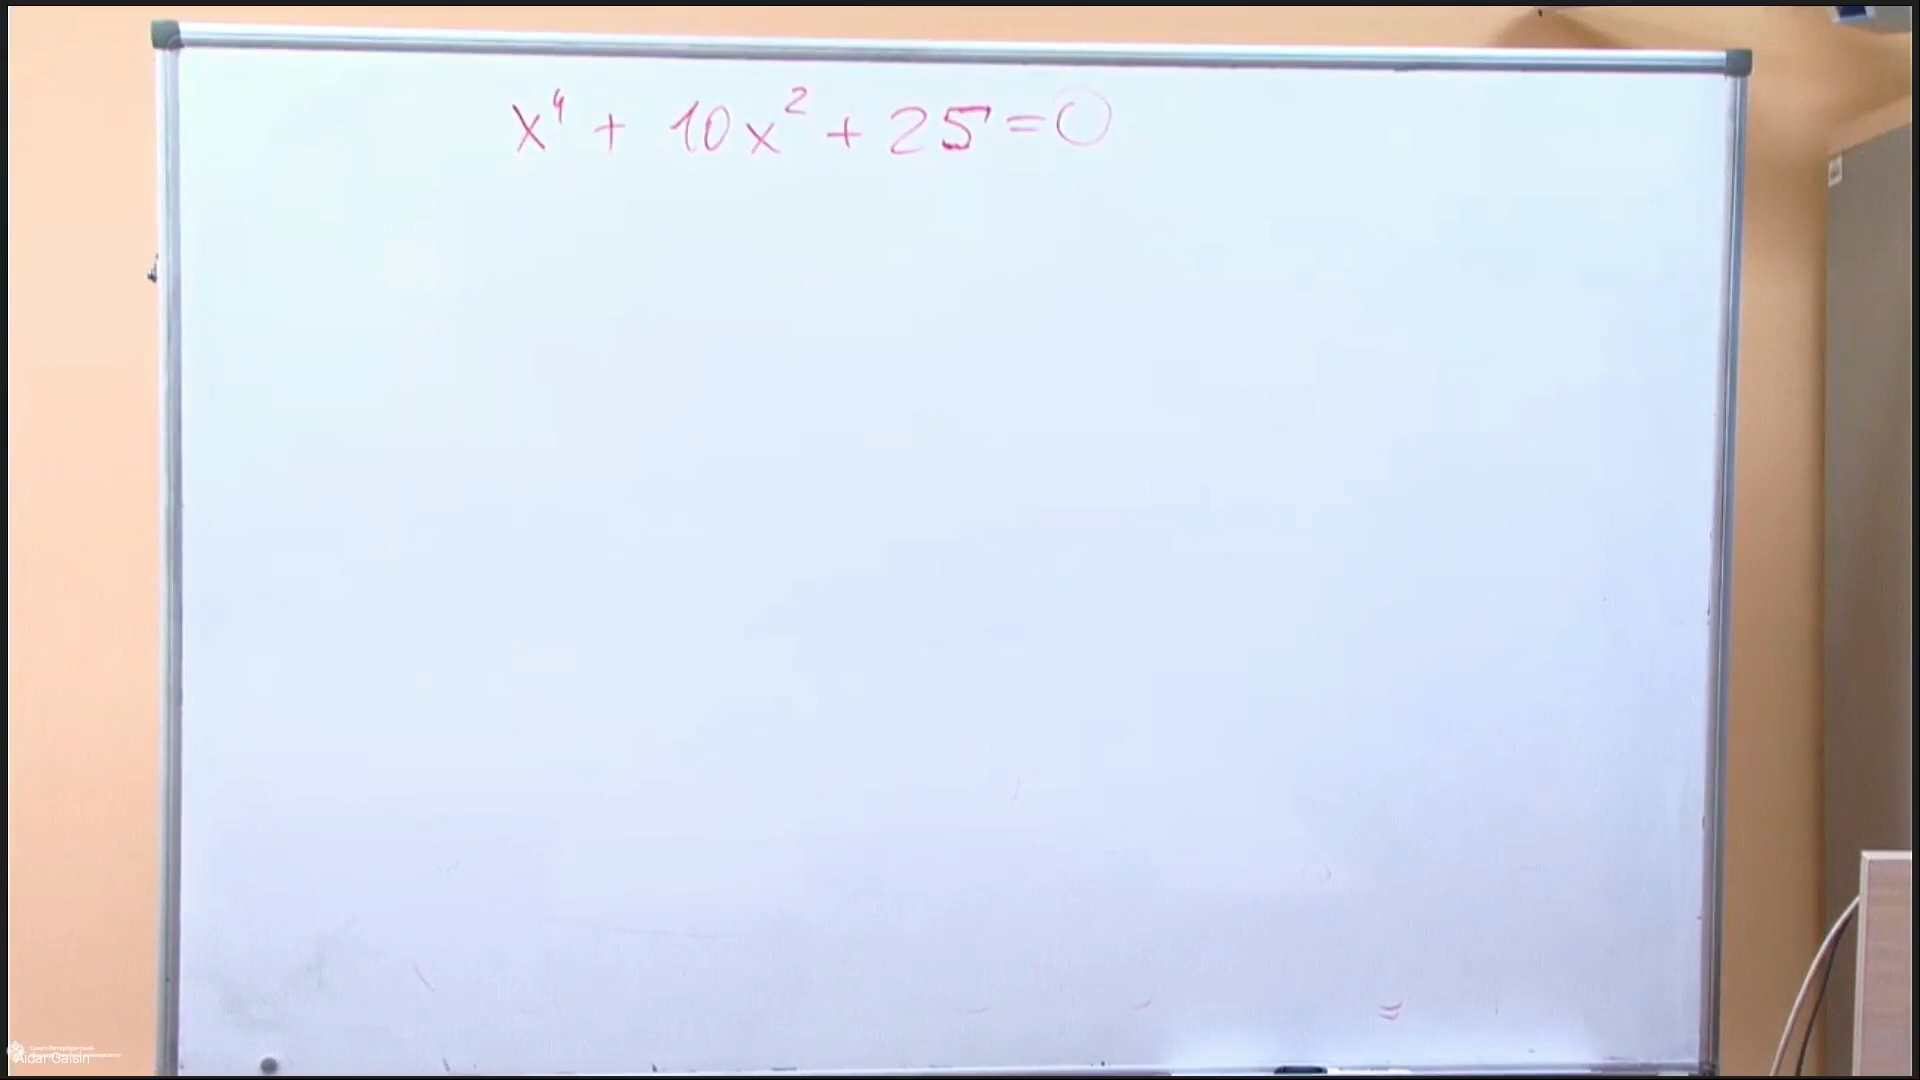 x⁴ + 10x² + 25 = 0
=
Aidar Gaisin